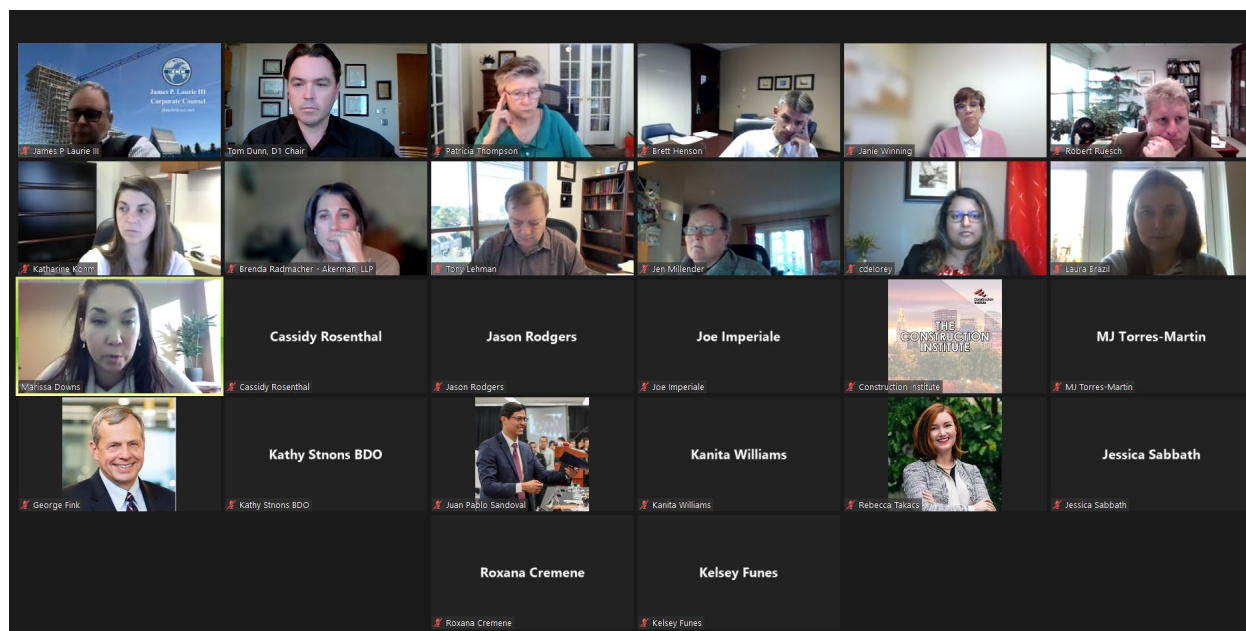 James P. Laurie III
Corporate Counsel
James P Laurie III
Tom Dunn, D1 Chair
Patricia Thompson
Brett Henson
Janie Winning
Robert Ruesch
Katharine Kohm
Brenda Radmacher - Akerman, LLP
Tony Lehman
Jen Millender
cdelorey
Laura Brazil
Marissa Downs
Cassidy Rosenthal
Cassidy Rosenthal
Jason Rodgers
Jason Rodgers
Joe Imperiale
Joe Imperiale
Construction
Institute
THE
CONSTRUCTION
INSTITUTE
Construction Institute
MJ Torres-Martin
MJ Torres-Martin
George Fink
Kathy Stnons BDO
Kathy Stnons BDO
Juan Pablo Sandoval
Kanita Williams
Kanita Williams
Rebecca Takacs
Jessica Sabbath
Jessica Sabbath
Roxana Cremene
Roxana Cremene
Kelsey Funes
Kelsey Funes